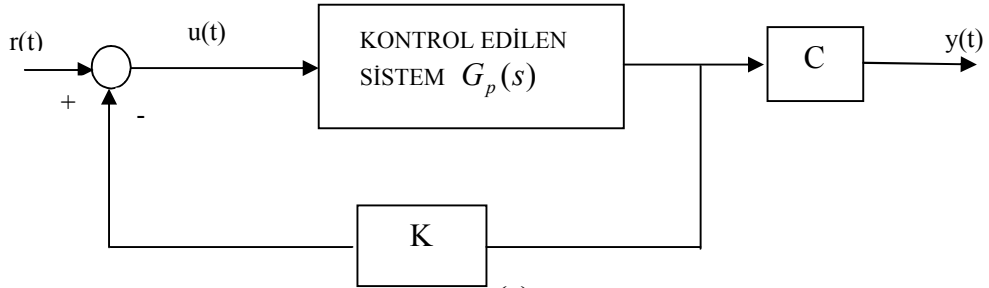 r(t)
u(t)
KONTROL EDİLEN
SİSTEM G_p(s)
C
y(t)
+
-
K